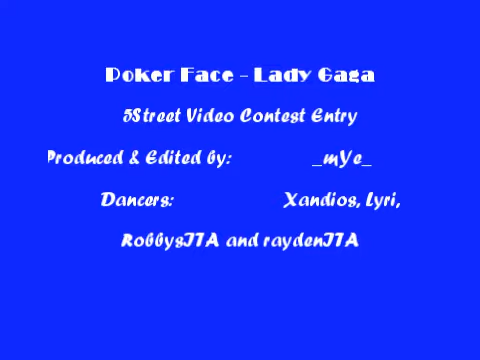 Poker Face - Lady Gaga
5Street Video Contest Entry
Produced & Edited by: _mYe_
Dancers: Xandios, Lyri,
RobbysITA and raydenITA